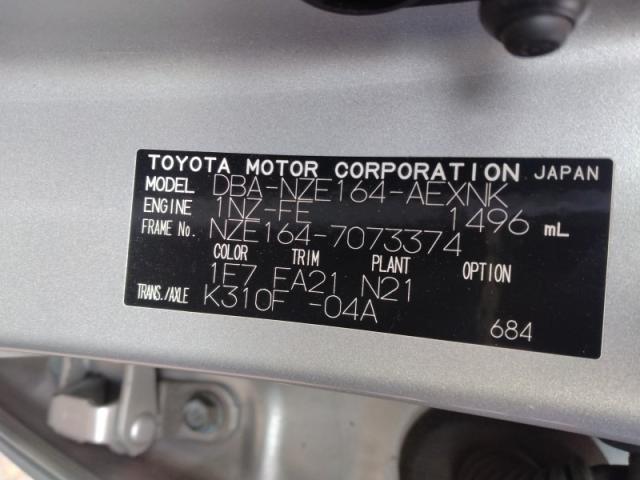 TOYOTA MOTOR CORPORATION JAPAN
MODEL DBA-NZE164-AEXNK
ENGINE 1NZ-FE 1496 mL
FRAME No. NZE164-7073374
COLOR TRIM PLANT OPTION
1E7 FA21 N21
TRANS./AXLE K310F -04A
684